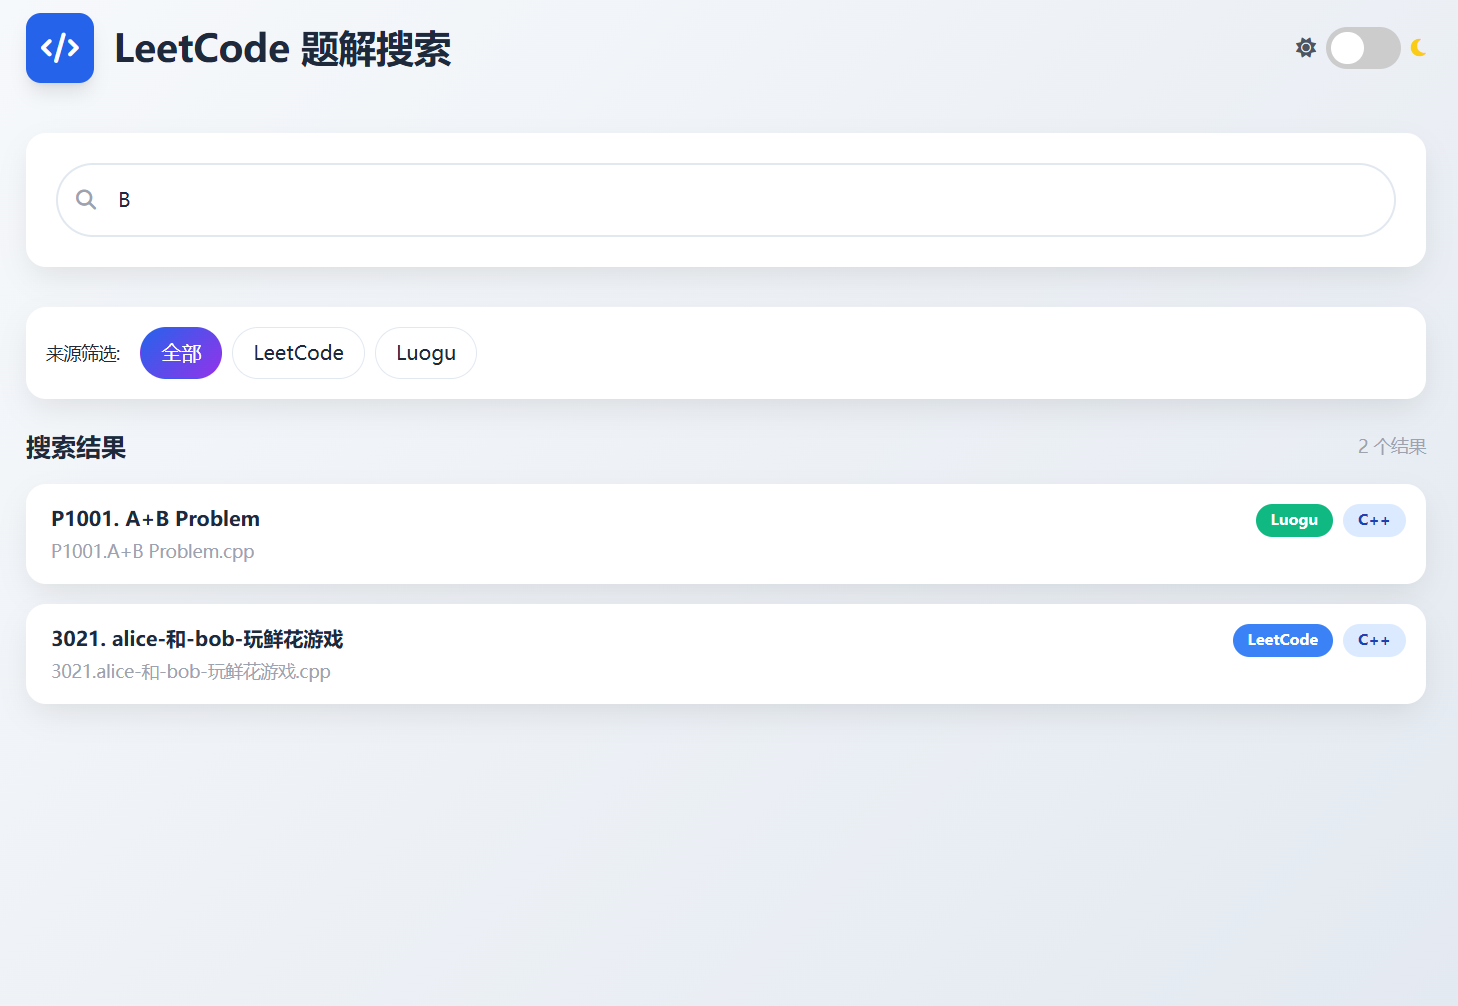 </> LeetCode 题解搜索
B
来源筛选: 全部 LeetCode Luogu
搜索结果 2 个结果
P1001. A+B Problem Luogu C++
P1001.A+B Problem.cpp
3021. alice-和-bob-玩鲜花游戏 LeetCode C++
3021.alice-和-bob-玩鲜花游戏.cpp